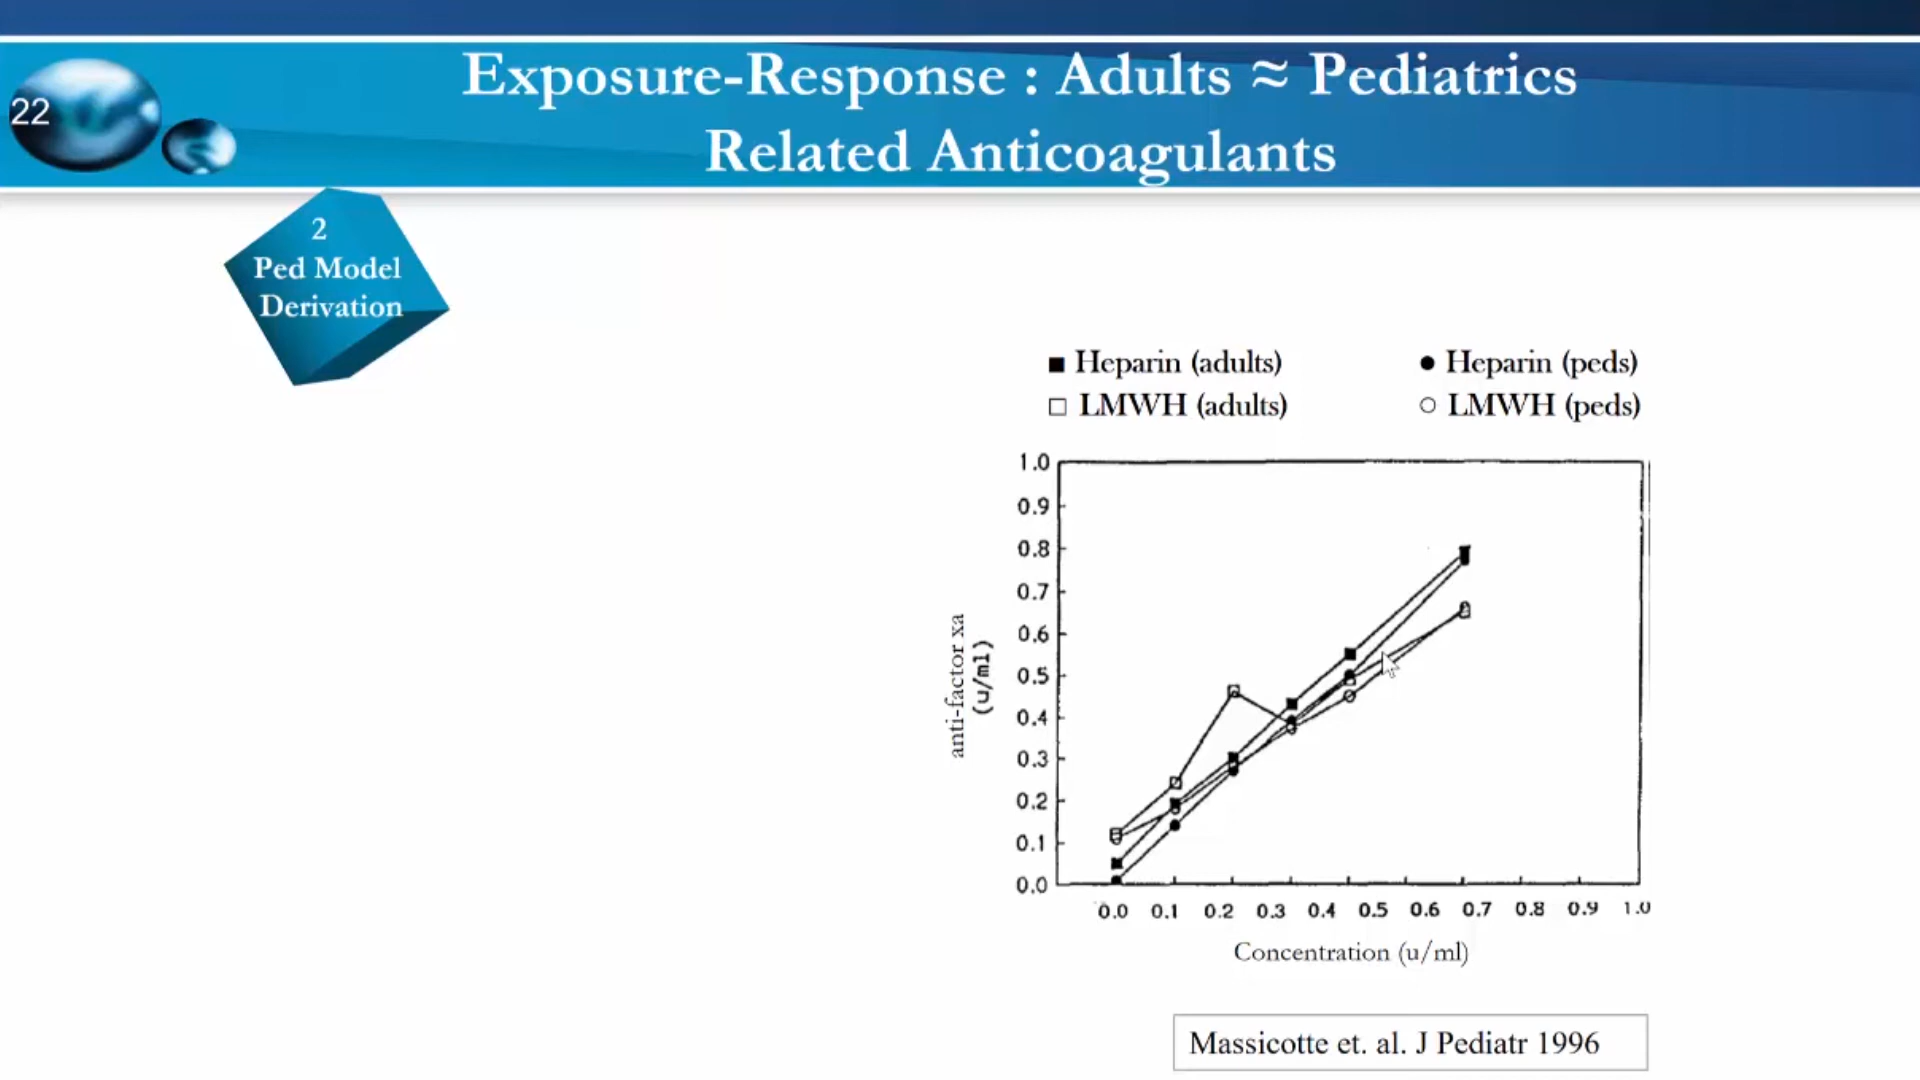 22
Exposure-Response : Adults ≈ Pediatrics
Related Anticoagulants
2
Ped Model
Derivation
Heparin (adults)
Heparin (peds)
LMWH (adults)
LMWH (peds)
1.0
0.9
0.8
0.7
0.6
0.5
0.4
0.3
0.2
0.1
0.0
anti-factor xa
(u/ml)
0.0 0.1 0.2 0.3 0.4 0.5 0.6 0.7 0.8 0.9 1.0
Concentration (u/ml)
Massicotte et. al. J Pediatr 1996